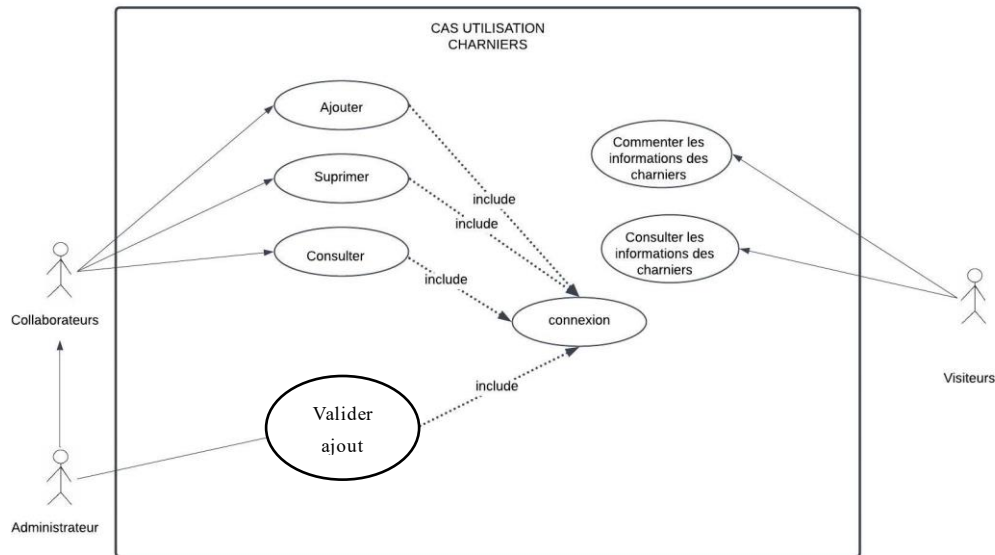 CAS UTILISATION
CHARNIERS
Ajouter
Suprimer
Consulter
include
include
include
connexion
include
Commenter les
informations des
charniers
Consulter les
informations des
charniers
Collaborateurs
Visiteurs
Valider
ajout
Administrateur